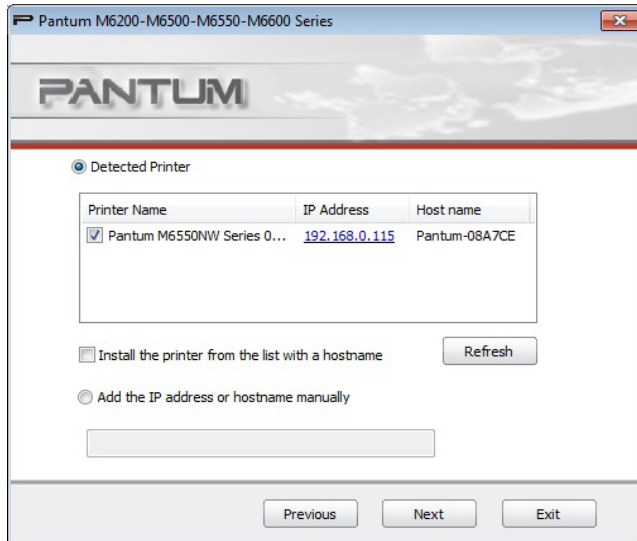 Pantum M6200-M6500-M6550-M6600 Series
PANTUM
Detected Printer
Printer Name IP Address Host name
Pantum M6550NW Series 0... 192.168.0.115 Pantum-08A7CE
Install the printer from the list with a hostname Refresh
Add the IP address or hostname manually
Previous Next Exit